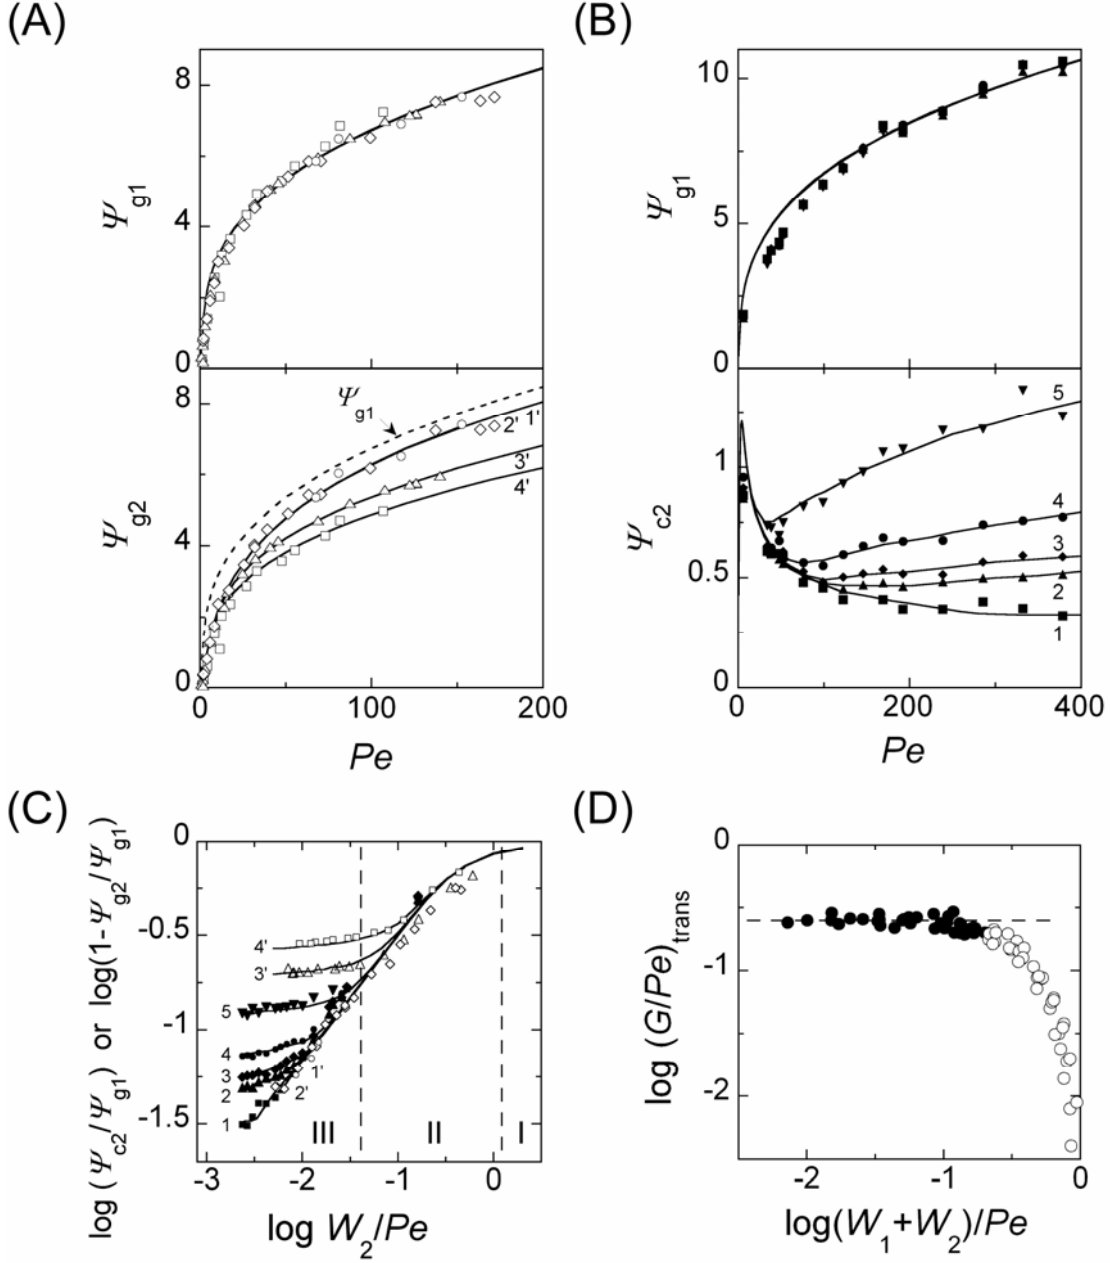 (A)
8
4
0
Ψg1
8
4
0
Ψg2
Ψg1
2' 1'
3'
4'
0 100 200
Pe
(B)
10
5
0
Ψg1
1
0.5
0
Ψc2
5
4
3
2
1
0 200 400
Pe
(C)
log (Ψc2/Ψg1) or log(1-Ψg2/Ψg1)
0
-0.5
-1
-1.5
4'
3'
5
4
3
2
1
1'
2'
III II I
-3 -2 -1 0
log W2/Pe
(D)
log (G/Pe)trans
0
-1
-2
-2 -1 0
log(W1+W2)/Pe